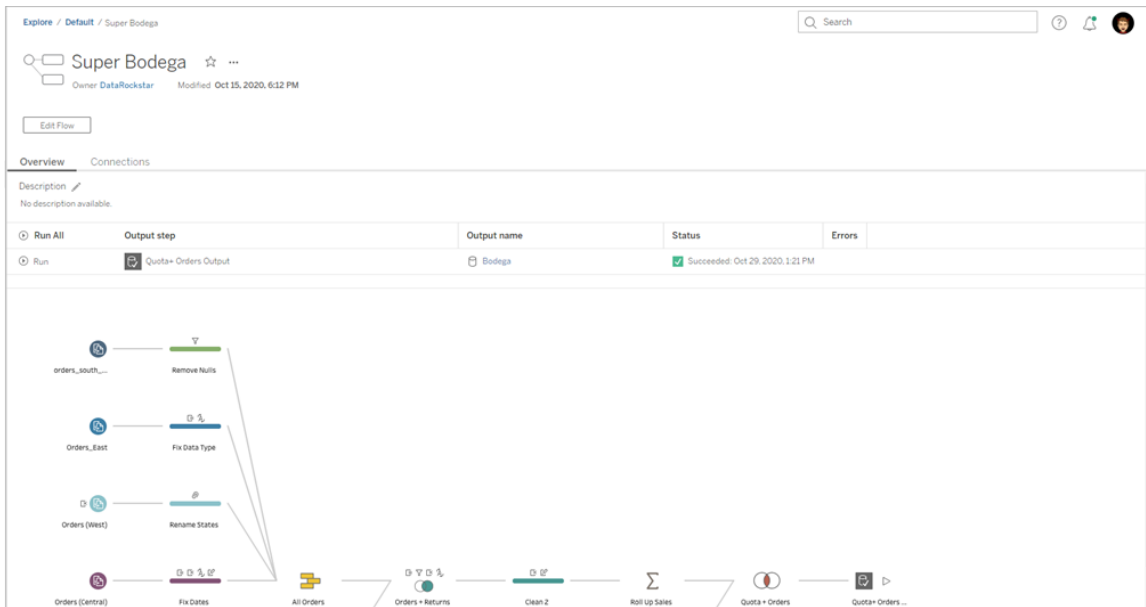 Explore / Default / Super Bodega
Search
Super Bodega
Owner DataRockstar Modified Oct 15, 2020, 6:12 PM
Edit Flow
Overview Connections
Description
No description available.
Run All Output step Output name Status Errors
Run Quota+ Orders Output Bodega Succeeded: Oct 29, 2020, 1:21 PM
orders_south_... Remove Nulls
Orders_East Fix Data Type
Orders (West) Rename States
Orders (Central) Fix Dates All Orders Orders + Returns Clean 2 Roll Up Sales Quota + Orders Quota+ Orders ...